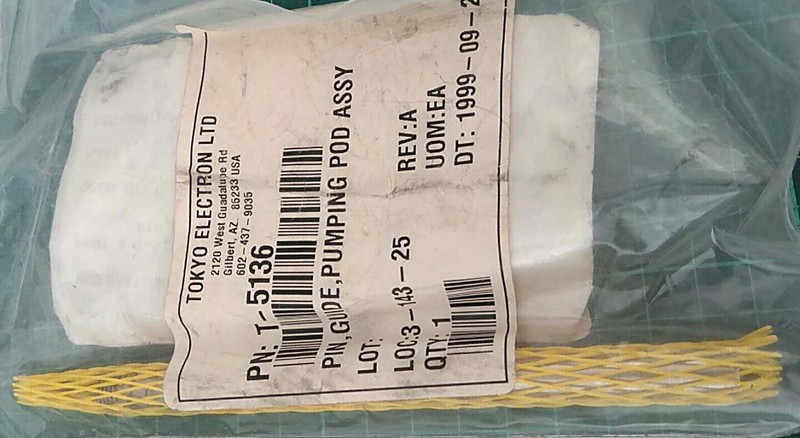 TOKYO ELECTRON LTD
2120 West Guadalupe Rd
Gilbert, AZ. 85233 USA
602-437-9035
PN: T-5136
PIN,GUIDE,PUMPING POD ASSY
LOT:
REV:A
LOC:3-143-25
UOM:EA
QTY: 1
DT: 1999-09-2